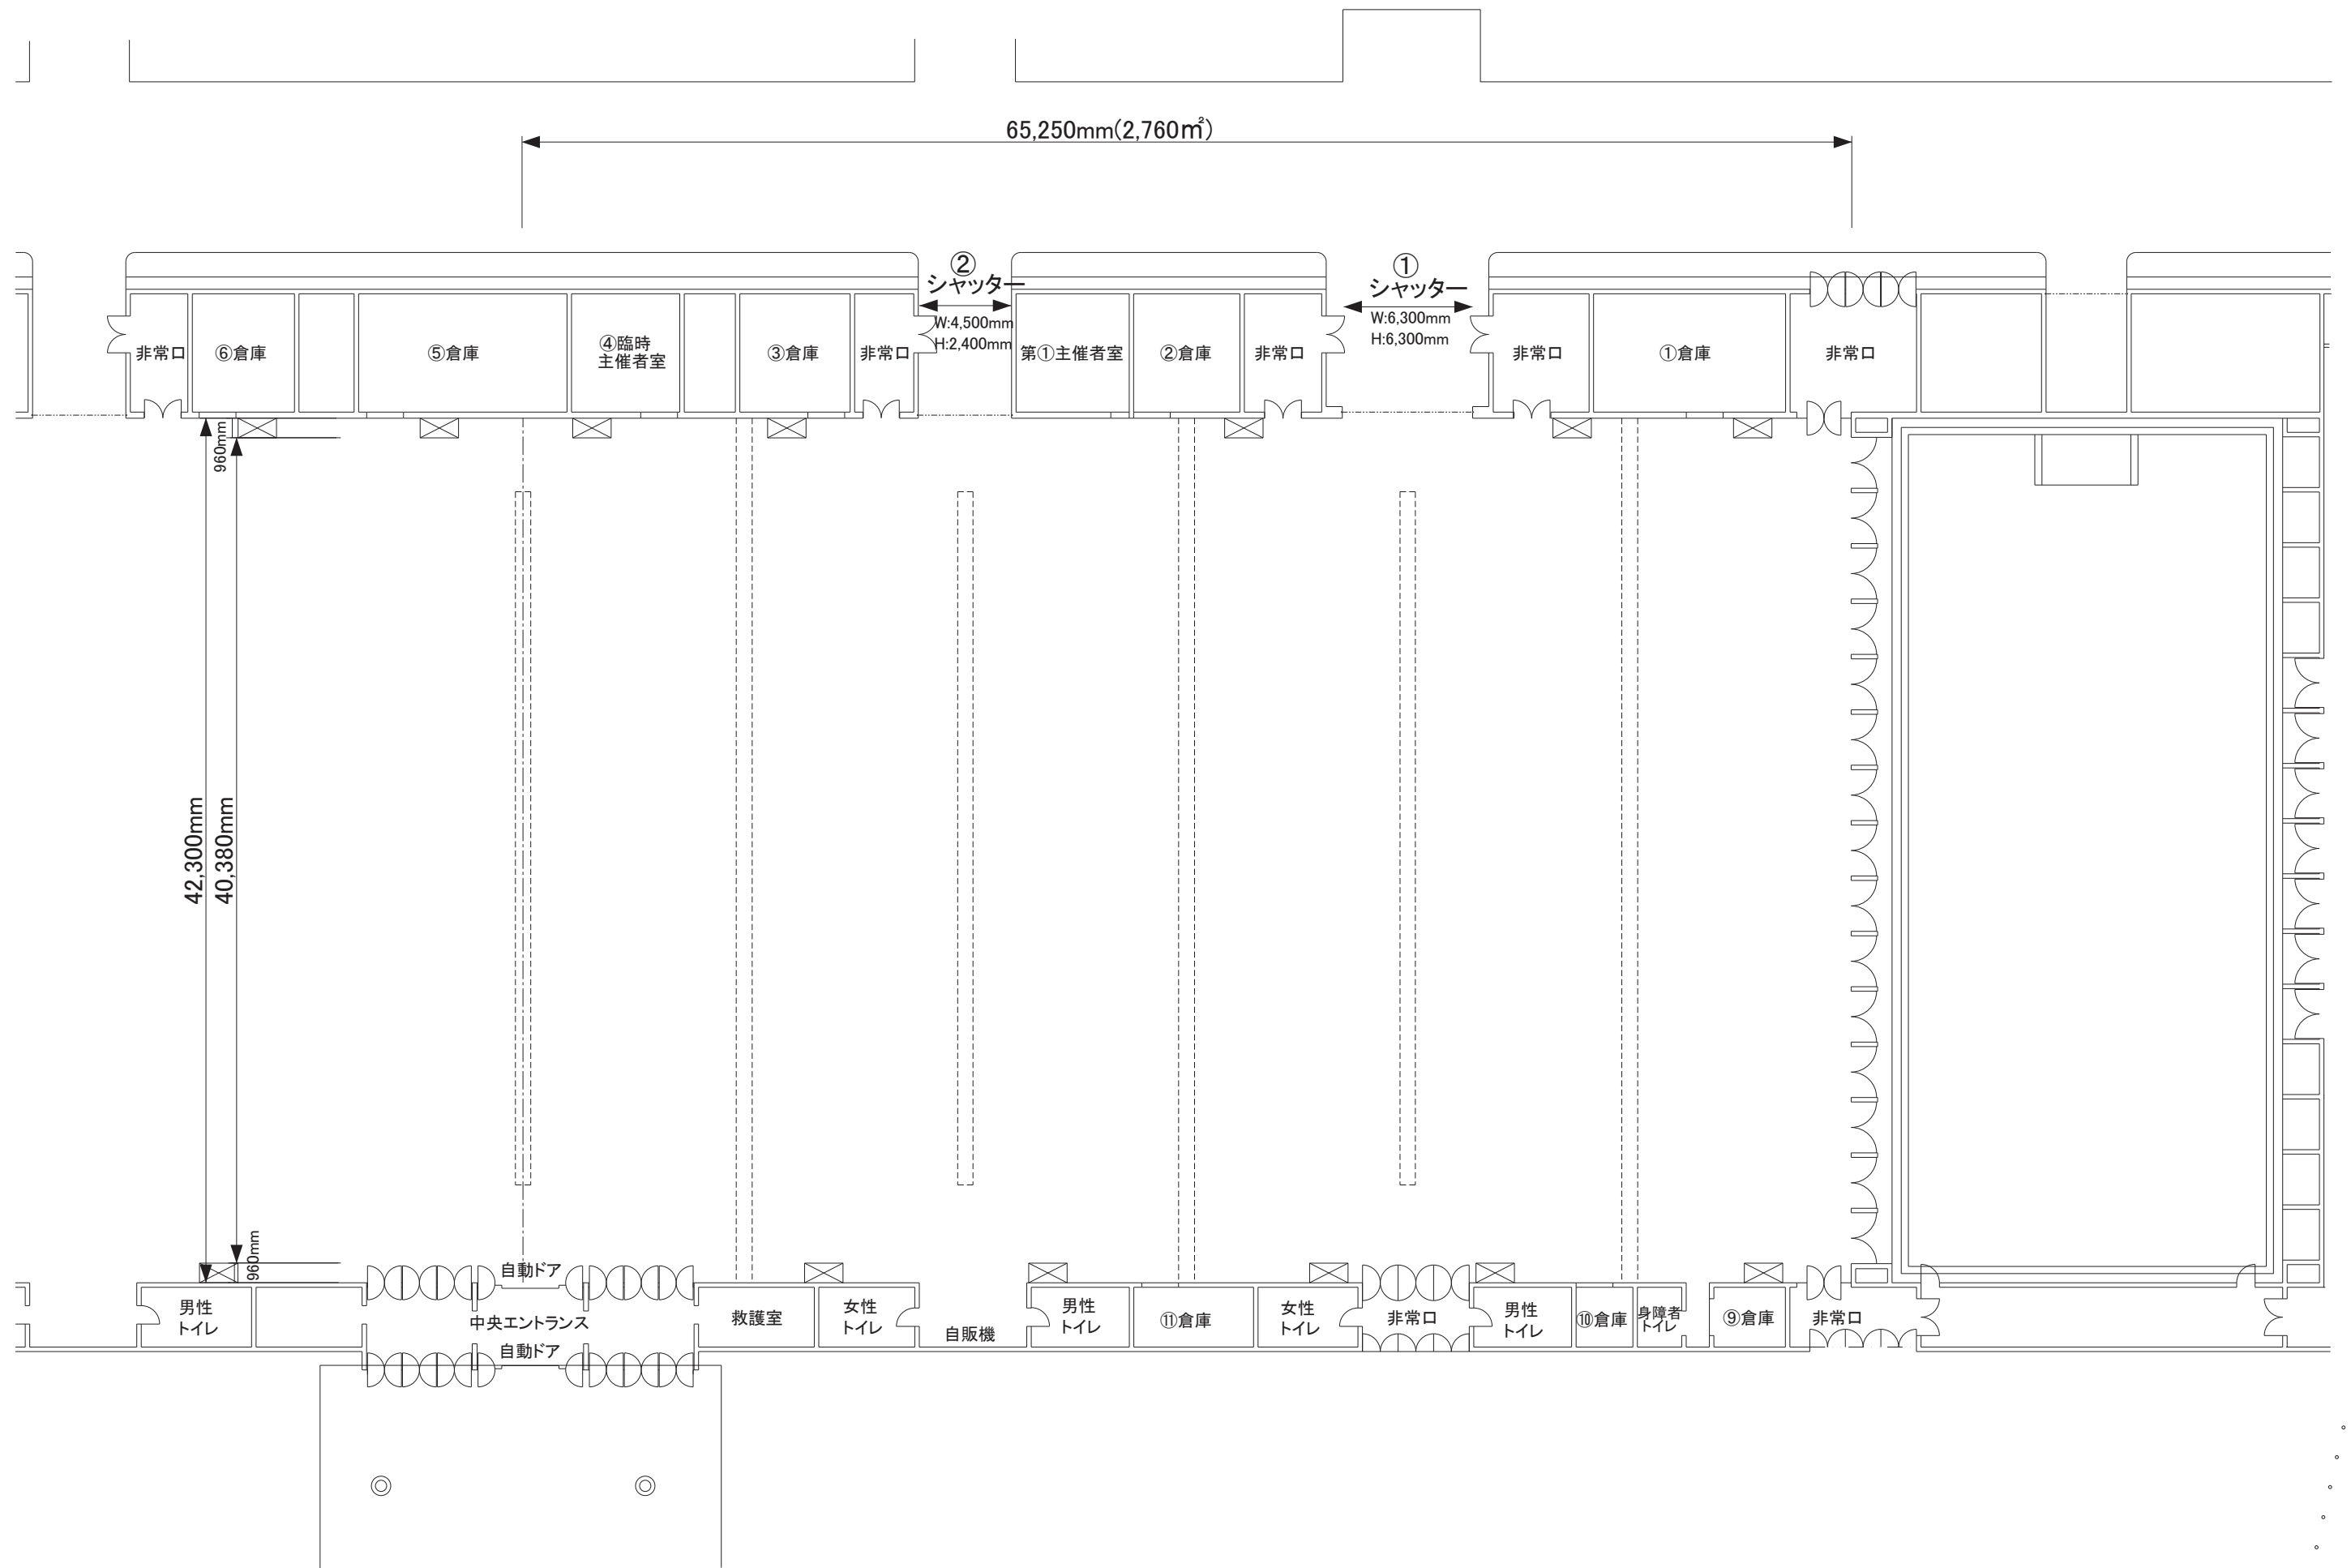 65,250mm(2,760㎡)
②
シャッター
W:4,500mm
H:2,400mm
①
シャッター
W:6,300mm
H:6,300mm
非常口
⑥倉庫
⑤倉庫
④臨時
主催者室
③倉庫
非常口
第①主催者室
②倉庫
非常口
非常口
①倉庫
非常口
960mm
42,300mm
40,380mm
960mm
自動ドア
中央エントランス
自動ドア
男性
トイレ
救護室
女性
トイレ
自販機
男性
トイレ
⑪倉庫
女性
トイレ
非常口
男性
トイレ
⑩倉庫
身障者
トイレ
⑨倉庫
非常口